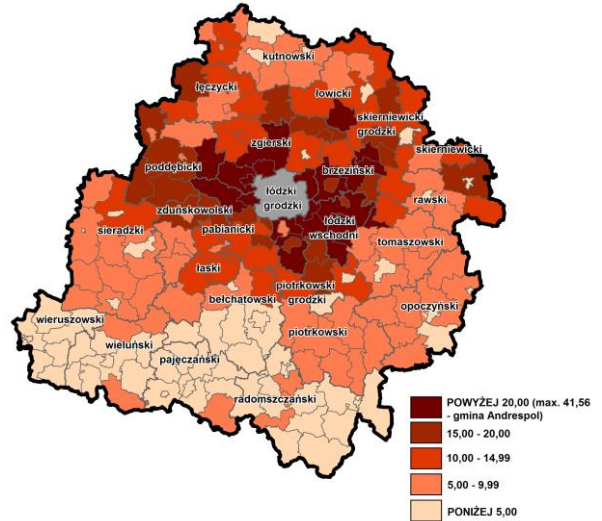 kutnowski
łęczycki
łowicki
skierniewicki
grodzki
skierniewicki
zgierski
brzeziński
poddębicki
rawski
łódzki
grodzki
zduńskowolski
łódzki
wschodni
sieradzki
pabianicki
tomaszowski
łaski
piotrkowski
grodzki
bełchatowski
opoczyński
wieruszowski
piotrkowski
wieluński
pajęczański
radomszczański
POWYŻEJ 20,00 (max. 41,56
- gmina Andrespol)
15,00 - 20,00
10,00 - 14,99
5,00 - 9,99
PONIŻEJ 5,00